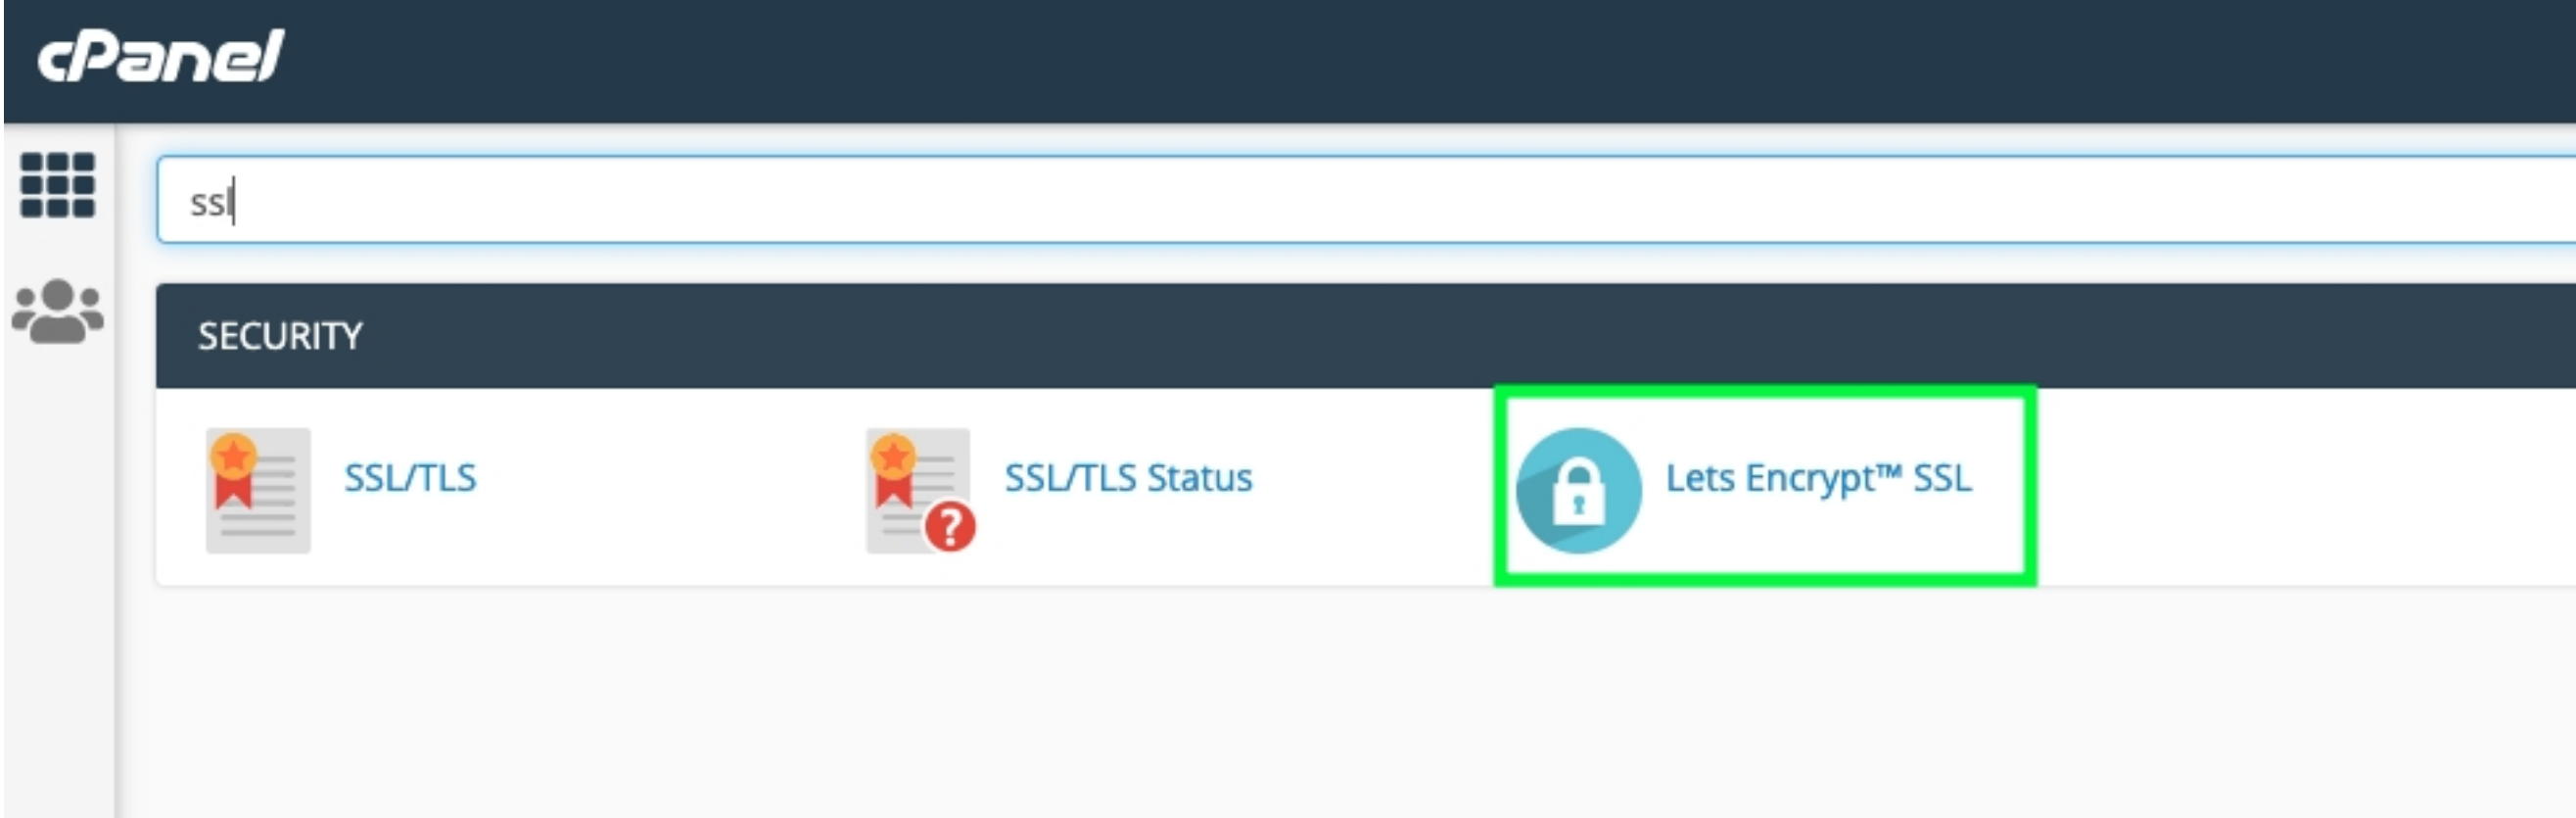 cPanel
ssl
SECURITY
SSL/TLS
SSL/TLS Status
Lets Encrypt™ SSL